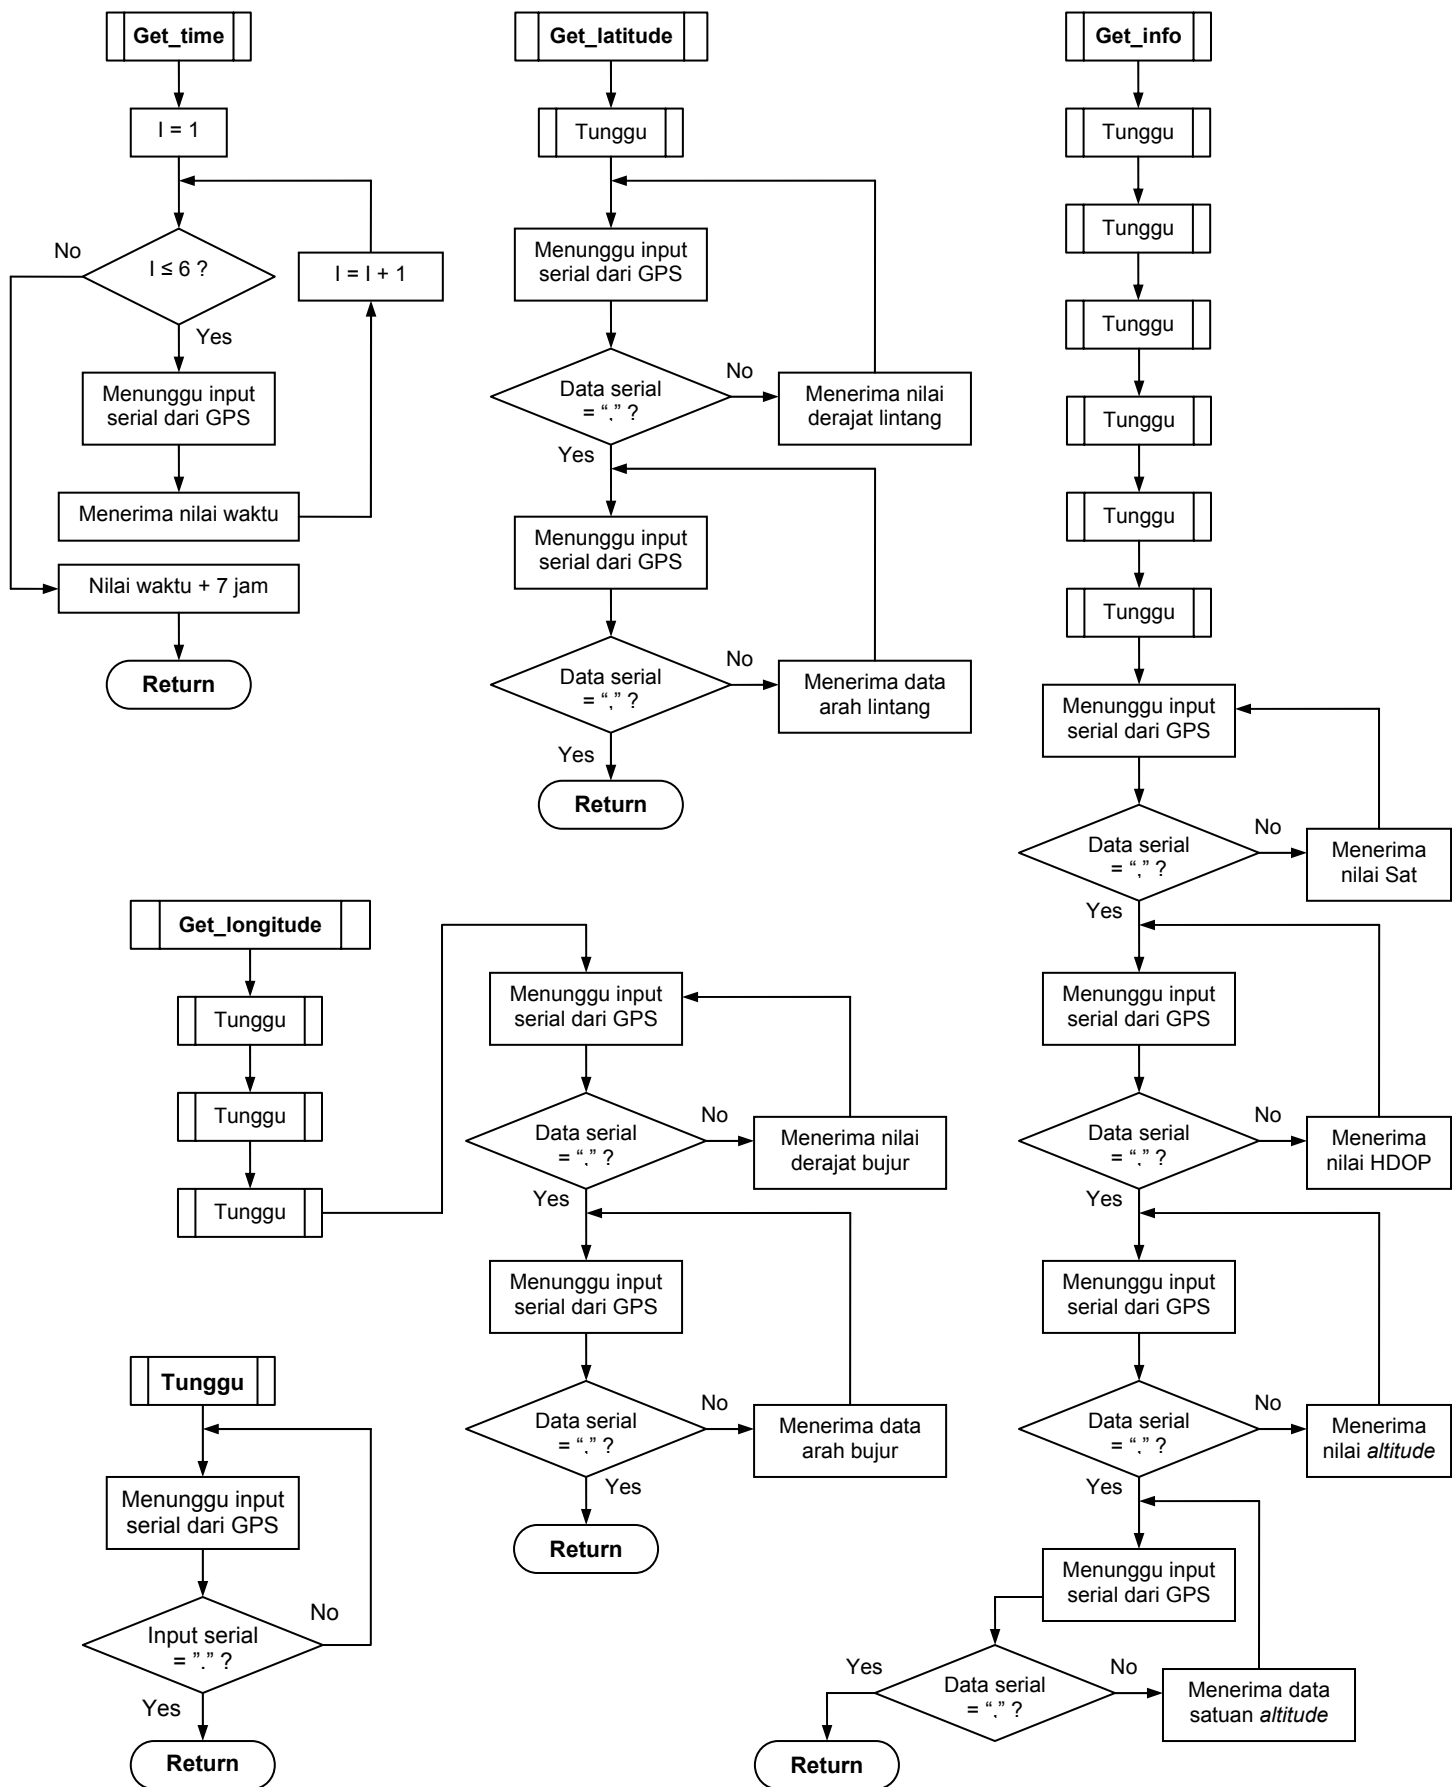 Get_time
I = 1
I ≤ 6 ?
No
Yes
I = I + 1
Menunggu input
serial dari GPS
Menerima nilai waktu
Nilai waktu + 7 jam
Return
Get_latitude
Tunggu
Menunggu input
serial dari GPS
Data serial
= “,” ?
No
Menerima nilai
derajat lintang
Yes
Menunggu input
serial dari GPS
Data serial
= “,” ?
No
Menerima data
arah lintang
Yes
Return
Get_info
Tunggu
Tunggu
Tunggu
Tunggu
Tunggu
Tunggu
Menunggu input
serial dari GPS
Data serial
= “,” ?
No
Menerima
nilai Sat
Yes
Menunggu input
serial dari GPS
Data serial
= “,” ?
No
Menerima
nilai HDOP
Yes
Menunggu input
serial dari GPS
Data serial
= “,” ?
No
Menerima
nilai altitude
Yes
Menunggu input
serial dari GPS
Data serial
= “,” ?
Yes
No
Menerima data
satuan altitude
Return
Get_longitude
Tunggu
Tunggu
Tunggu
Menunggu input
serial dari GPS
Data serial
= “,” ?
No
Menerima nilai
derajat bujur
Yes
Menunggu input
serial dari GPS
Data serial
= “,” ?
No
Menerima data
arah bujur
Yes
Return
Tunggu
Menunggu input
serial dari GPS
Input serial
= ”,” ?
No
Yes
Return